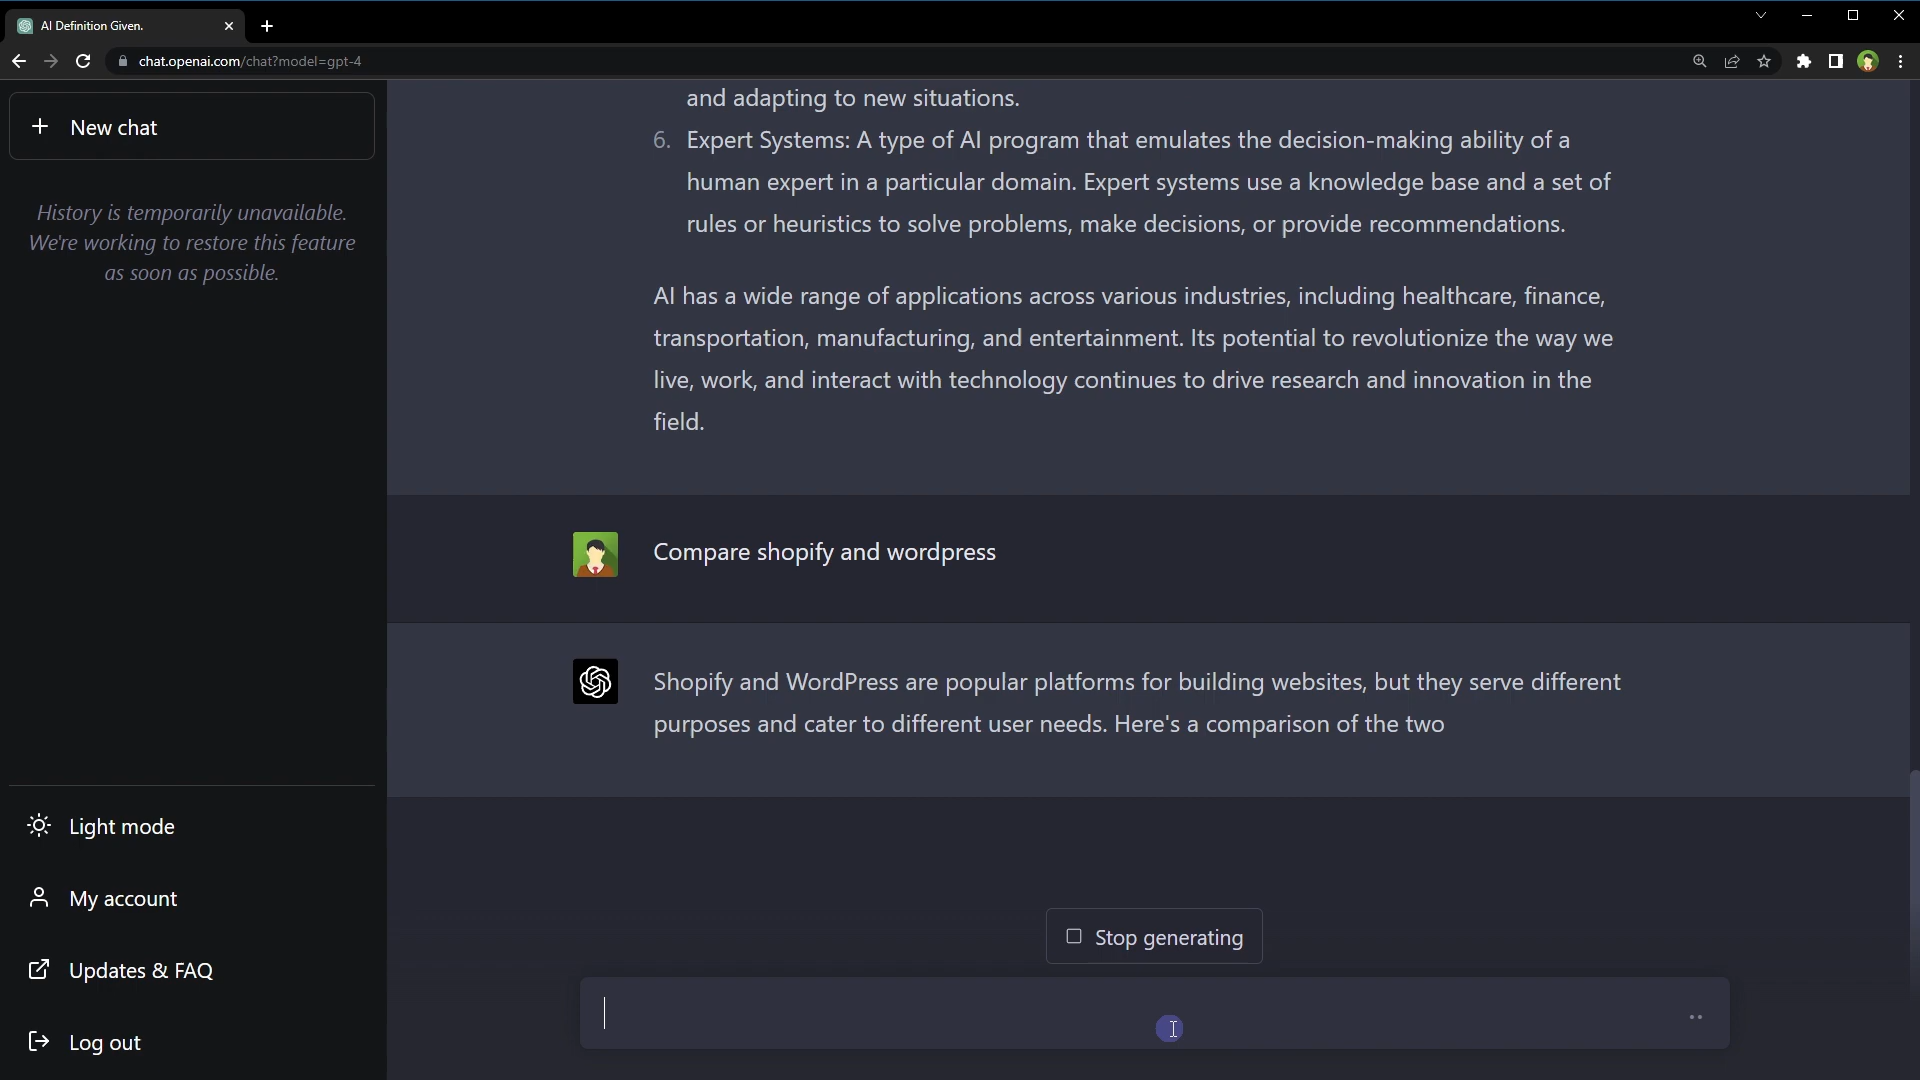 AI Definition Given.
chat.openai.com/chat?model=gpt-4
New chat
History is temporarily unavailable.
We're working to restore this feature
as soon as possible.
Light mode
My account
Updates & FAQ
Log out
and adapting to new situations.
6. Expert Systems: A type of AI program that emulates the decision-making ability of a
human expert in a particular domain. Expert systems use a knowledge base and a set of
rules or heuristics to solve problems, make decisions, or provide recommendations.
AI has a wide range of applications across various industries, including healthcare, finance,
transportation, manufacturing, and entertainment. Its potential to revolutionize the way we
live, work, and interact with technology continues to drive research and innovation in the
field.
Compare shopify and wordpress
Shopify and WordPress are popular platforms for building websites, but they serve different
purposes and cater to different user needs. Here's a comparison of the two
Stop generating